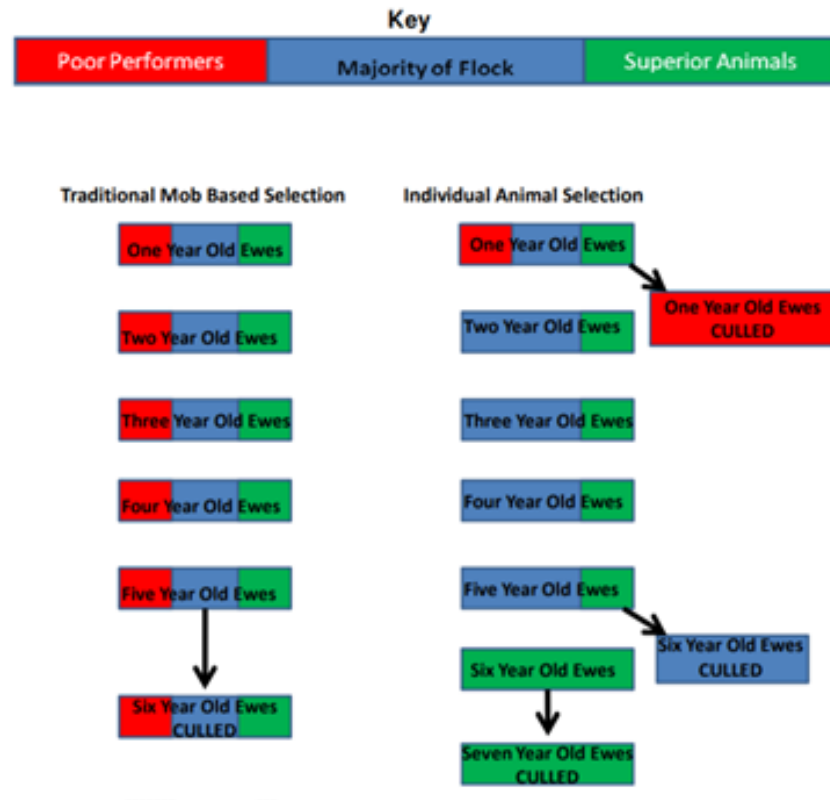 Key
Poor Performers
Majority of Flock
Superior Animals
Traditional Mob Based Selection
One Year Old Ewes
Two Year Old Ewes
Three Year Old Ewes
Four Year Old Ewes
Five Year Old Ewes
Six Year Old Ewes
CULLED
Individual Animal Selection
One Year Old Ewes
One Year Old Ewes
CULLED
Two Year Old Ewes
Three Year Old Ewes
Four Year Old Ewes
Five Year Old Ewes
Six Year Old Ewes
CULLED
Six Year Old Ewes
Seven Year Old Ewes
CULLED